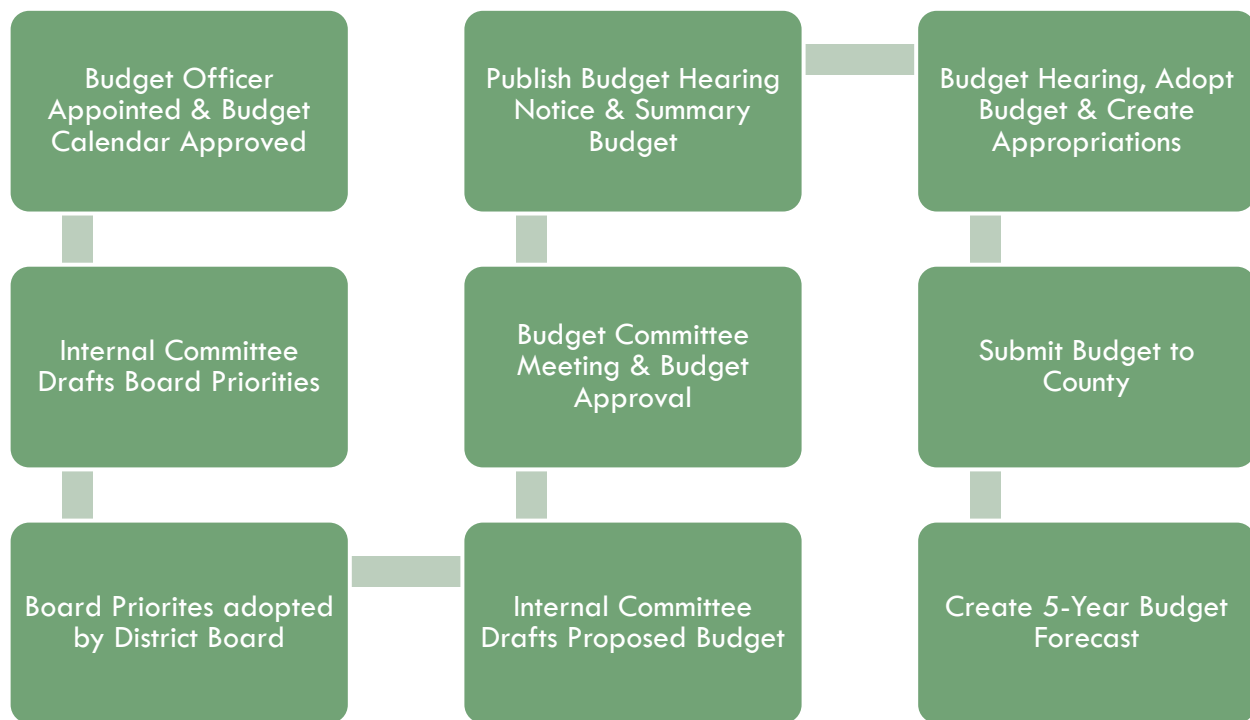 Budget Officer
Appointed & Budget
Calendar Approved
Internal Committee
Drafts Board Priorities
Board Priorites adopted
by District Board
Internal Committee
Drafts Proposed Budget
Budget Committee
Meeting & Budget
Approval
Publish Budget Hearing
Notice & Summary
Budget
Budget Hearing, Adopt
Budget & Create
Appropriations
Submit Budget to
County
Create 5-Year Budget
Forecast